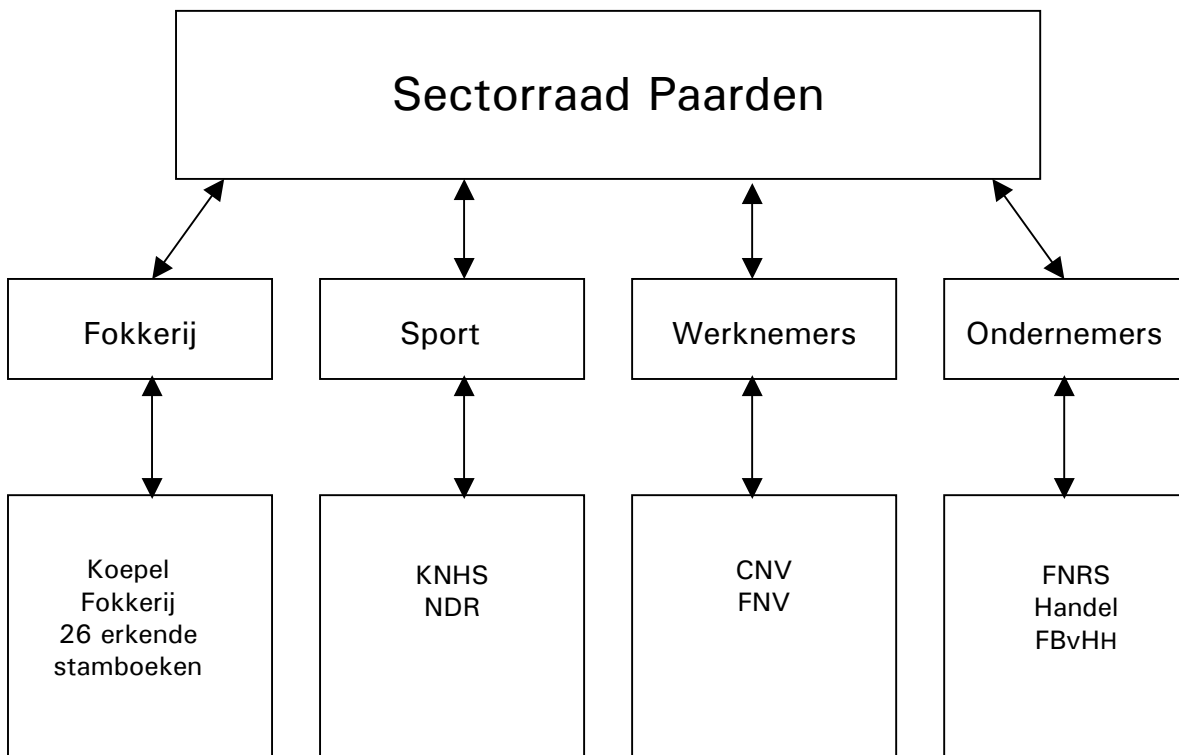 Sectorraad Paarden
Fokkerij
Sport
Werknemers
Ondernemers
Koepel
Fokkerij
26 erkende
stamboeken
KNHS
NDR
CNV
FNV
FNRS
Handel
FBvHH